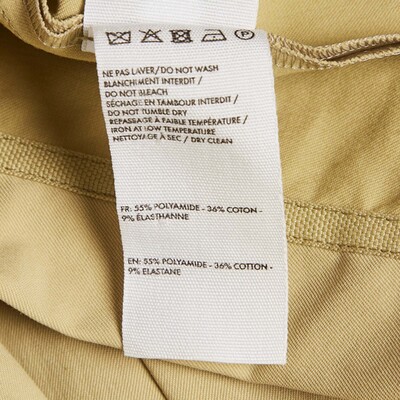 NE PAS LAVER/DO NOT WASH
BLANCHIMENT INTERDIT /
DO NOT BLEACH
SÉCHAGE EN TAMBOUR INTERDIT /
DO NOT TUMBLE DRY
REPASSAGE À FAIBLE TEMPÉRATURE /
IRON AT LOW TEMPERATURE
NETTOYAGE À SEC / DRY CLEAN
FR: 55% POLYAMIDE - 36% COTON -
9% ÉLASTHANNE
EN: 55% POLYAMIDE - 36% COTTON -
9% ELASTANE